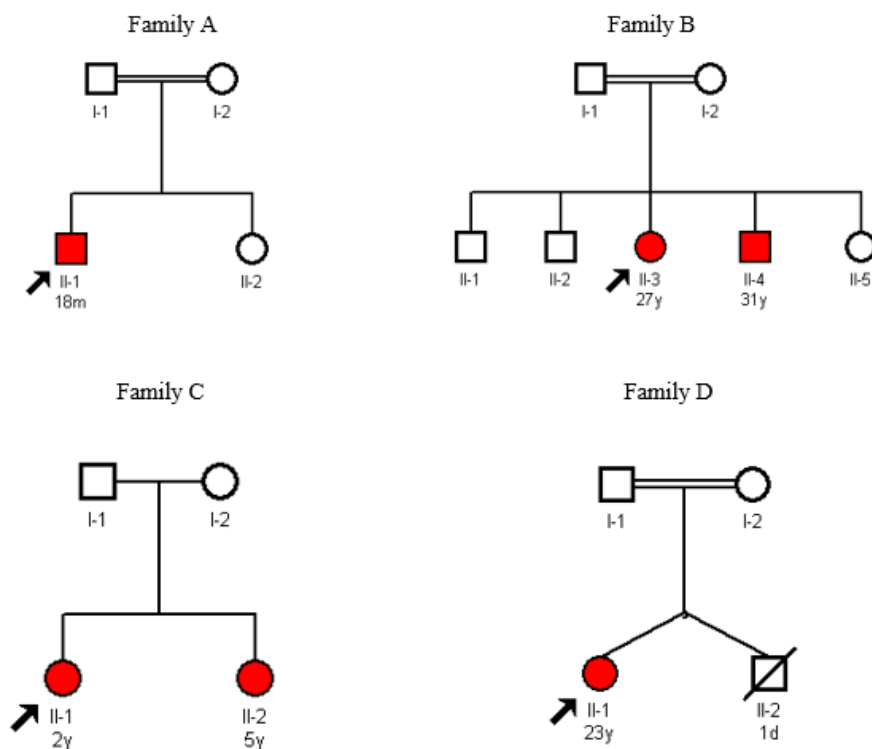 Family A
I-1 I-2
II-1 II-2
18m
Family B
I-1 I-2
II-1 II-2 II-3 II-4 II-5
27y 31y
Family C
I-1 I-2
II-1 II-2
2y 5y
Family D
I-1 I-2
II-1 II-2
23y 1d